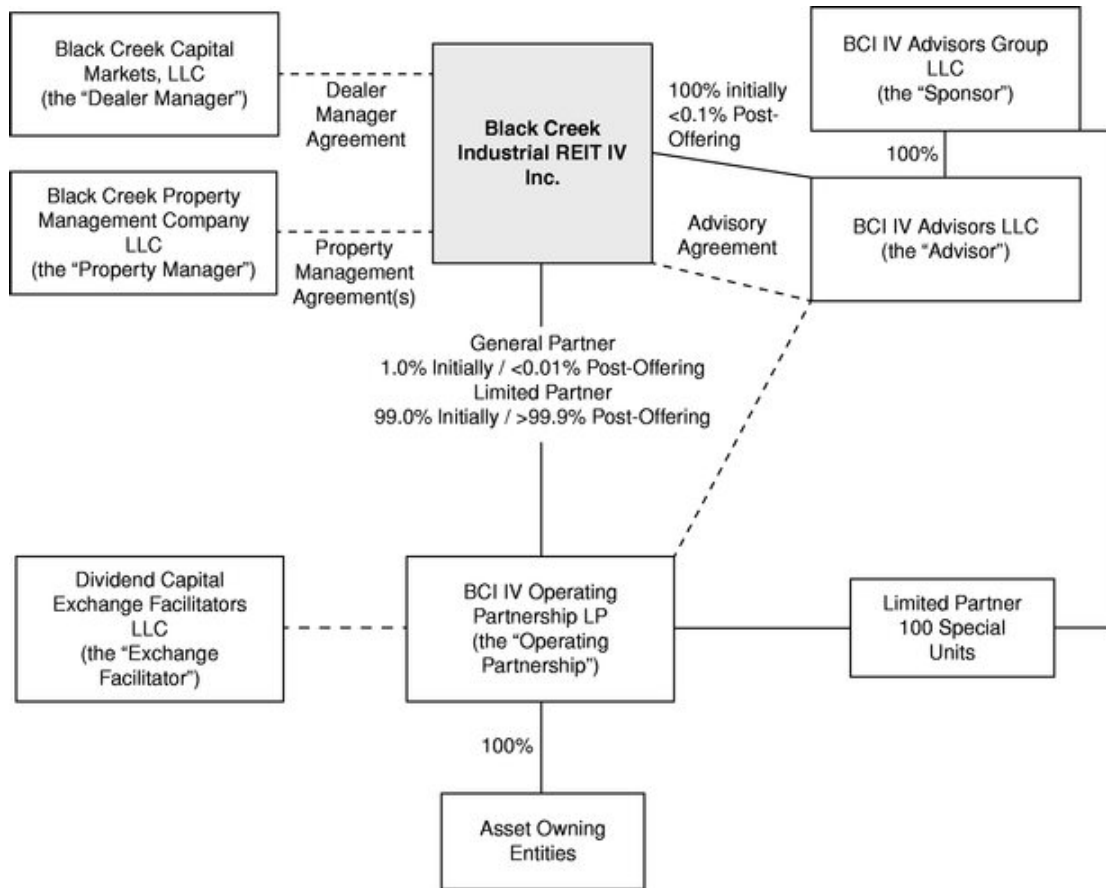 Black Creek Capital
Markets, LLC
(the “Dealer Manager”)
Dealer
Manager
Agreement
Black Creek
Industrial REIT IV
Inc.
100% initially
<0.1% Post-
Offering
BCI IV Advisors Group
LLC
(the “Sponsor”)
100%
Black Creek Property
Management Company
LLC
(the “Property Manager”)
Property
Management
Agreement(s)
Advisory
Agreement
BCI IV Advisors LLC
(the “Advisor”)
General Partner
1.0% Initially / <0.01% Post-Offering
Limited Partner
99.0% Initially / >99.9% Post-Offering
Dividend Capital
Exchange Facilitators
LLC
(the “Exchange
Facilitator”)
BCI IV Operating
Partnership LP
(the “Operating
Partnership”)
Limited Partner
100 Special
Units
100%
Asset Owning
Entities